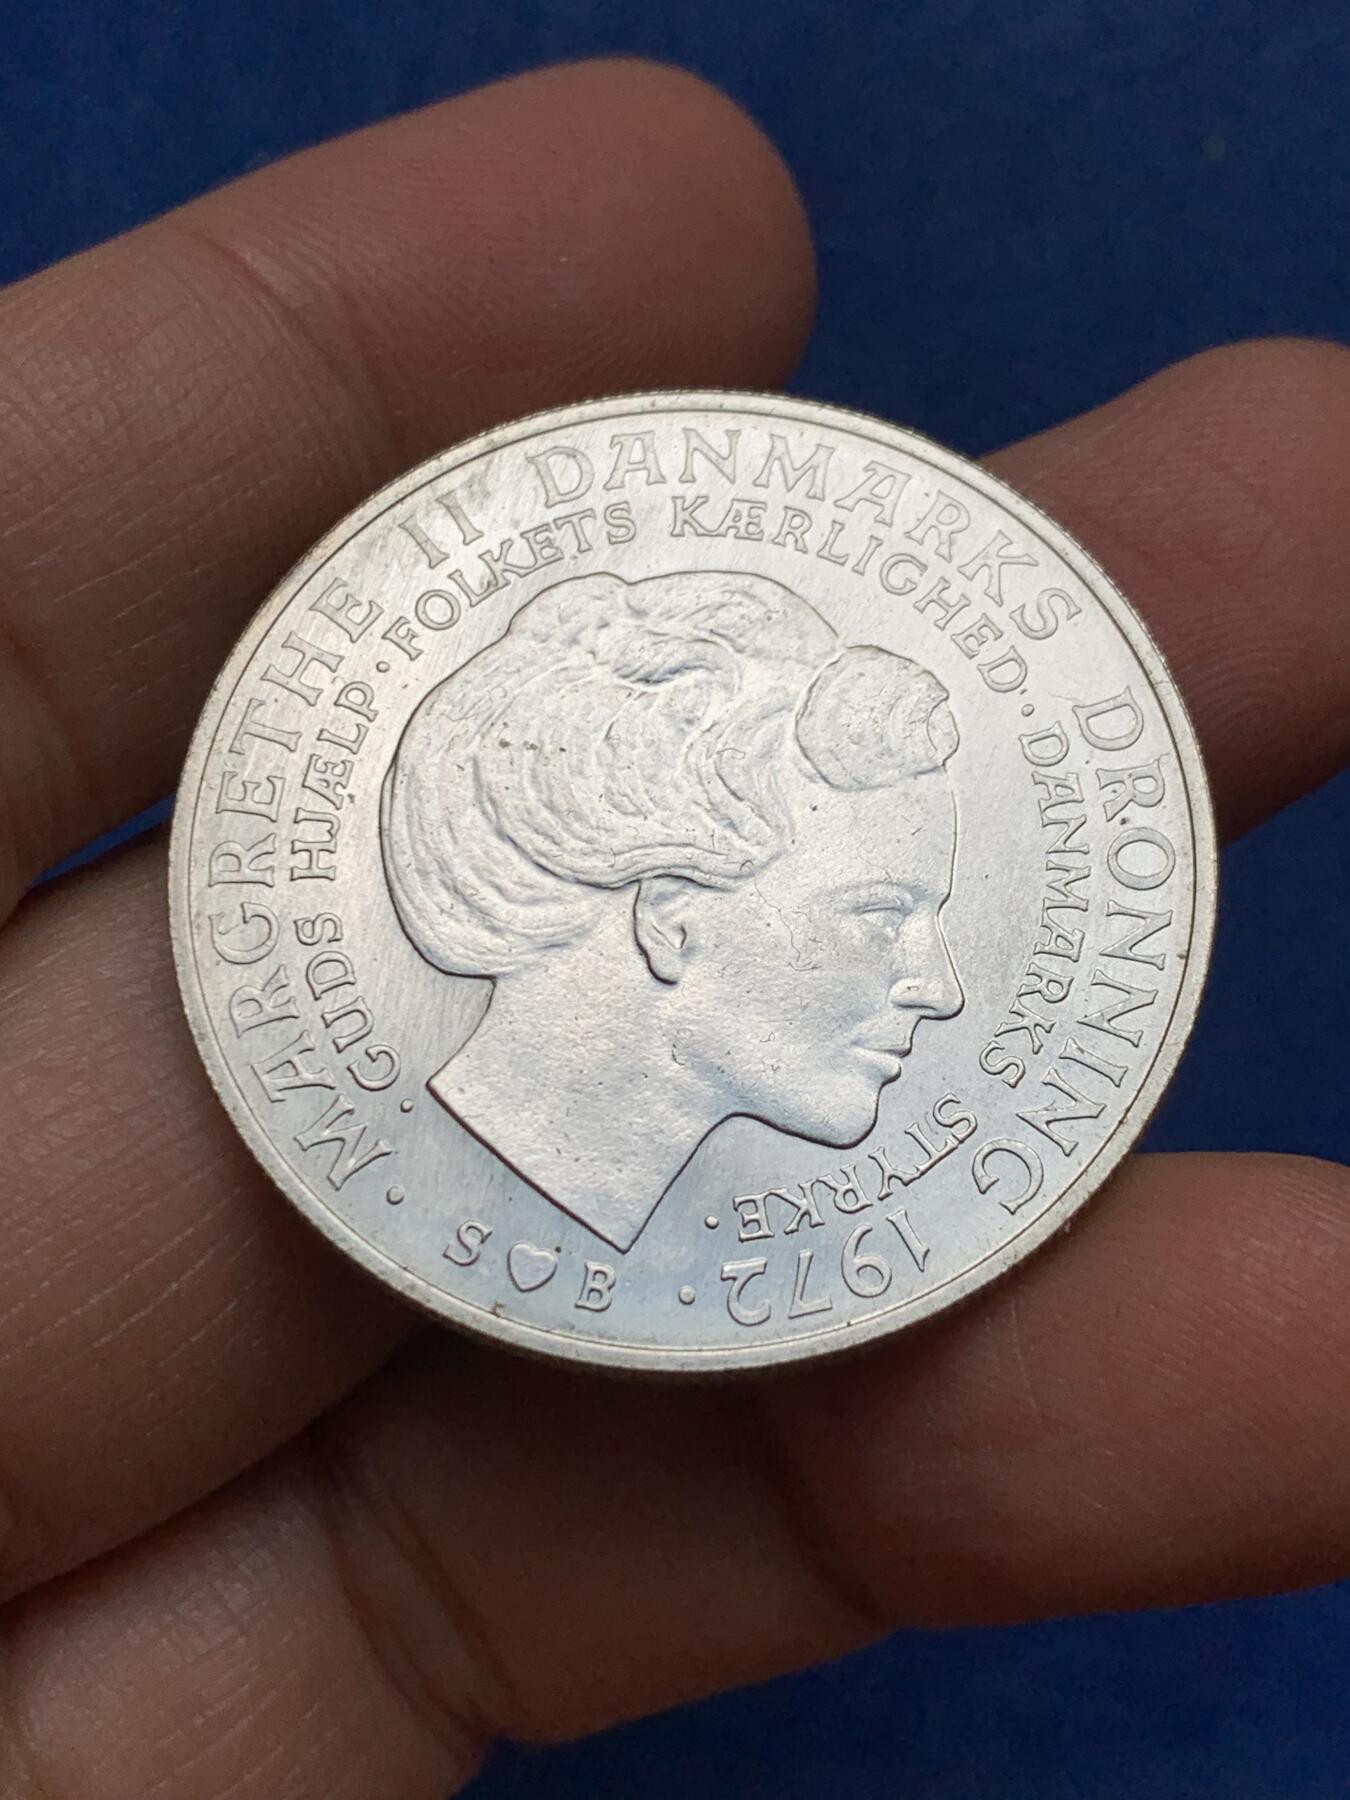 · MARGRETHE II DANMARKS DRONNING 1972 ·
· GUDS HJÆLP · FOLKETS KÆRLIGHED · DANMARKS STYRKE ·
S ♥ B